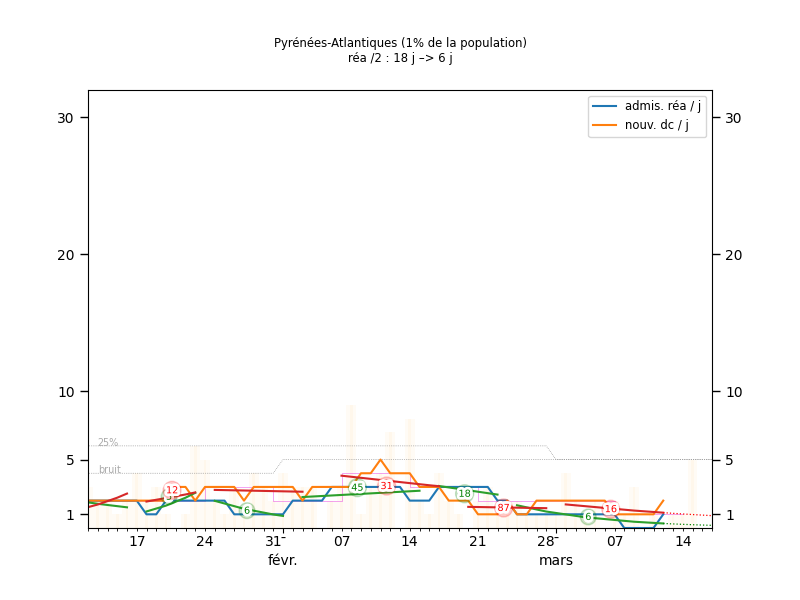 Pyrénées-Atlantiques (1% de la population)
réa /2 : 18 j –> 6 j
admis. réa / j
nouv. dc / j
30 30
20 20
10 10
25%
5 5
bruit
12 45 31 18 6 87 16 6
1 1
17 24 31- 07 14 21 28- 07 14
févr. mars